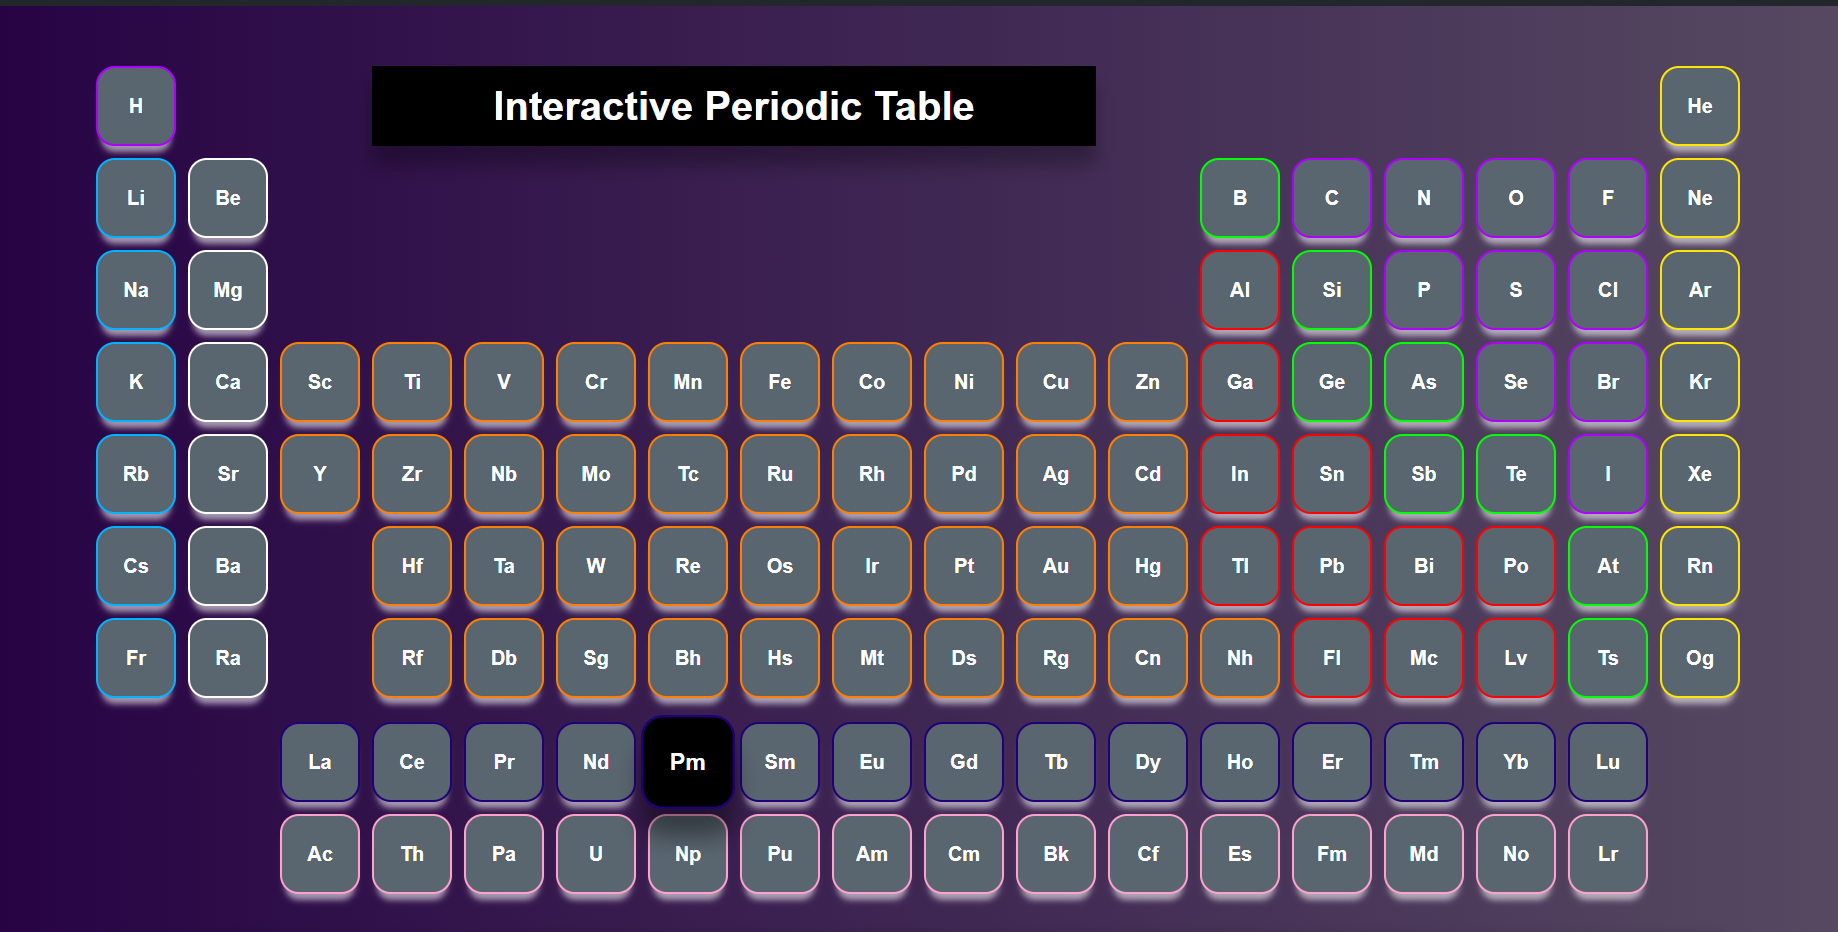 H Interactive Periodic Table He
Li Be B C N O F Ne
Na Mg Al Si P S Cl Ar
K Ca Sc Ti V Cr Mn Fe Co Ni Cu Zn Ga Ge As Se Br Kr
Rb Sr Y Zr Nb Mo Tc Ru Rh Pd Ag Cd In Sn Sb Te I Xe
Cs Ba Hf Ta W Re Os Ir Pt Au Hg Tl Pb Bi Po At Rn
Fr Ra Rf Db Sg Bh Hs Mt Ds Rg Cn Nh Fl Mc Lv Ts Og
La Ce Pr Nd Pm Sm Eu Gd Tb Dy Ho Er Tm Yb Lu
Ac Th Pa U Np Pu Am Cm Bk Cf Es Fm Md No Lr